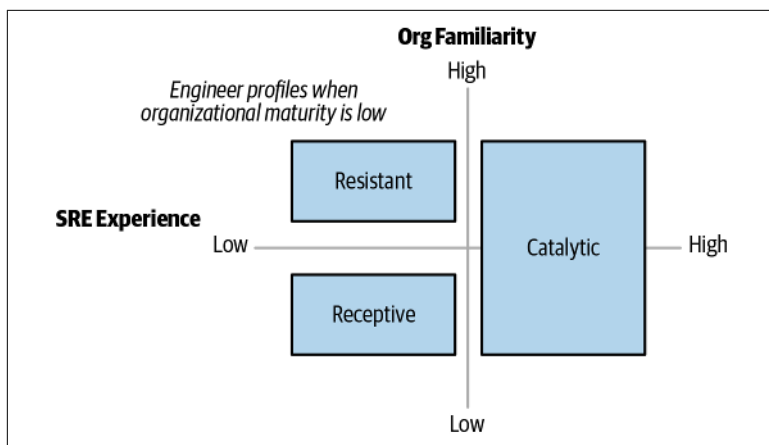 Org Familiarity
High
Engineer profiles when
organizational maturity is low
Resistant
SRE Experience
Low
Catalytic
High
Receptive
Low